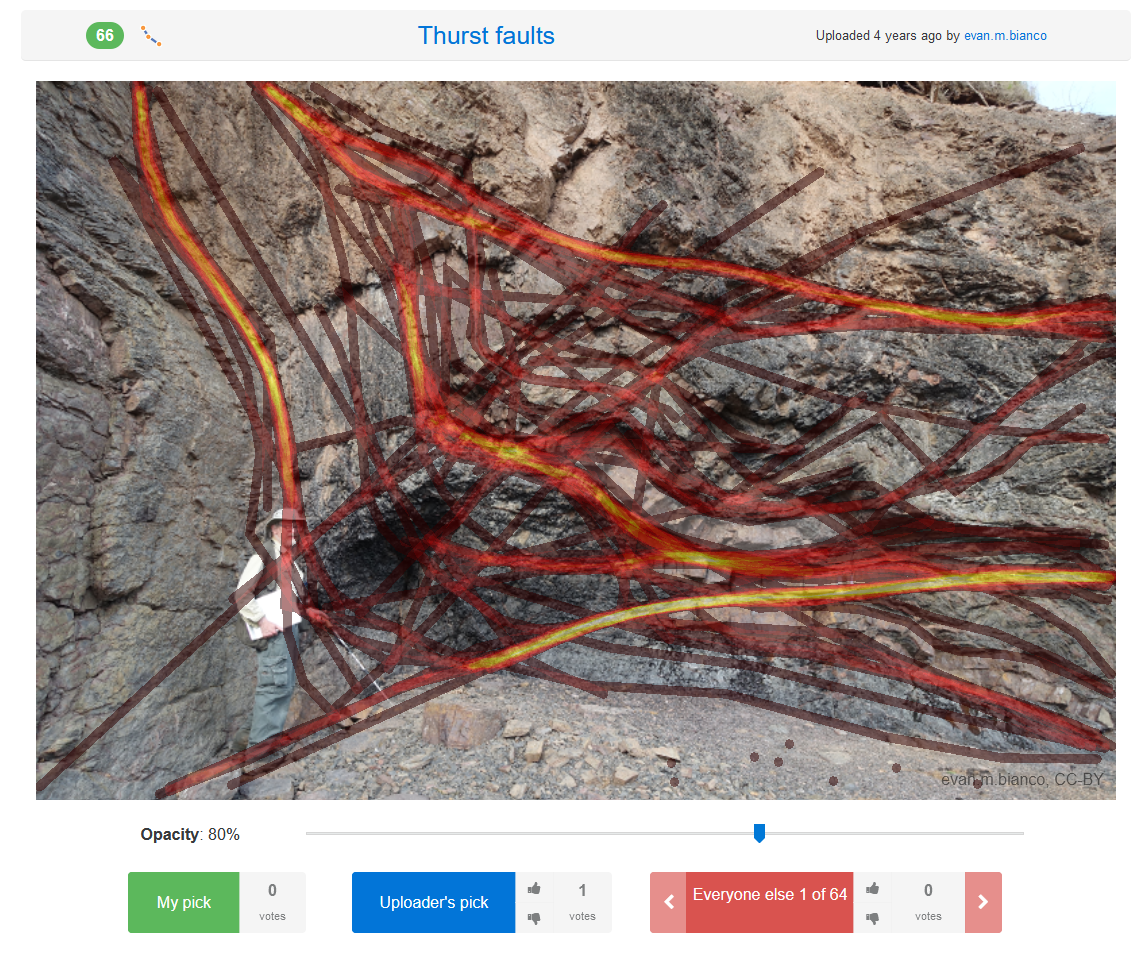 66
Thurst faults
Uploaded 4 years ago by evan.m.bianco
evan.m.bianco, CC-BY
Opacity: 80%
My pick
0
votes
Uploader's pick
1
votes
Everyone else 1 of 64
0
votes